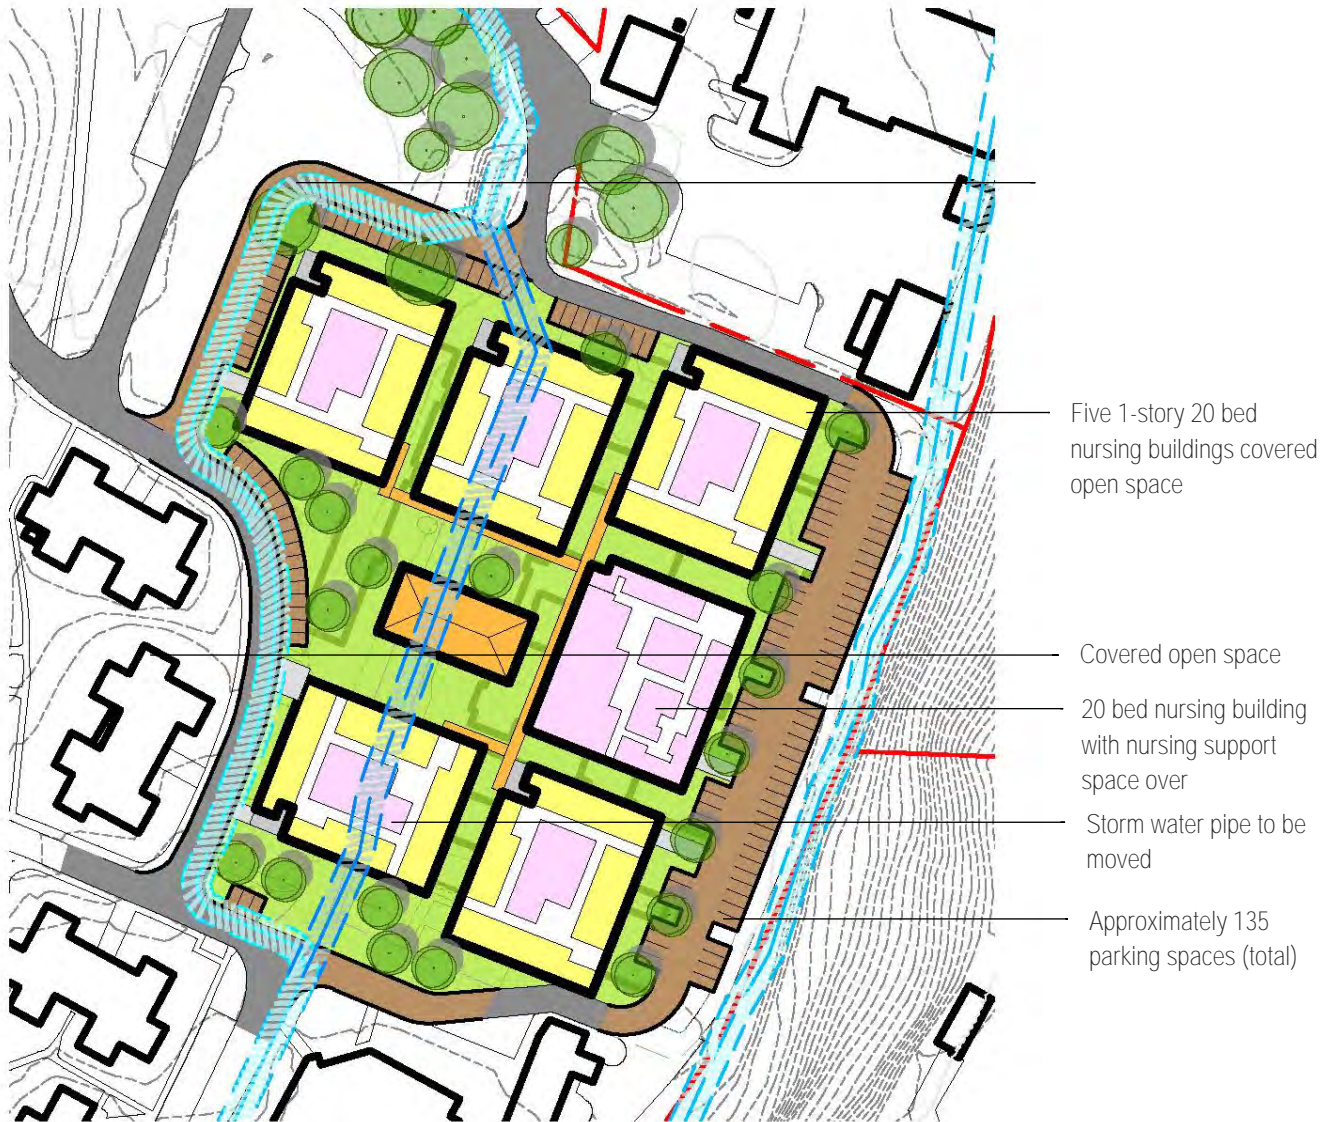 Five 1-story 20 bed
nursing buildings covered
open space
Covered open space
20 bed nursing building
with nursing support
space over
Storm water pipe to be
moved
Approximately 135
parking spaces (total)